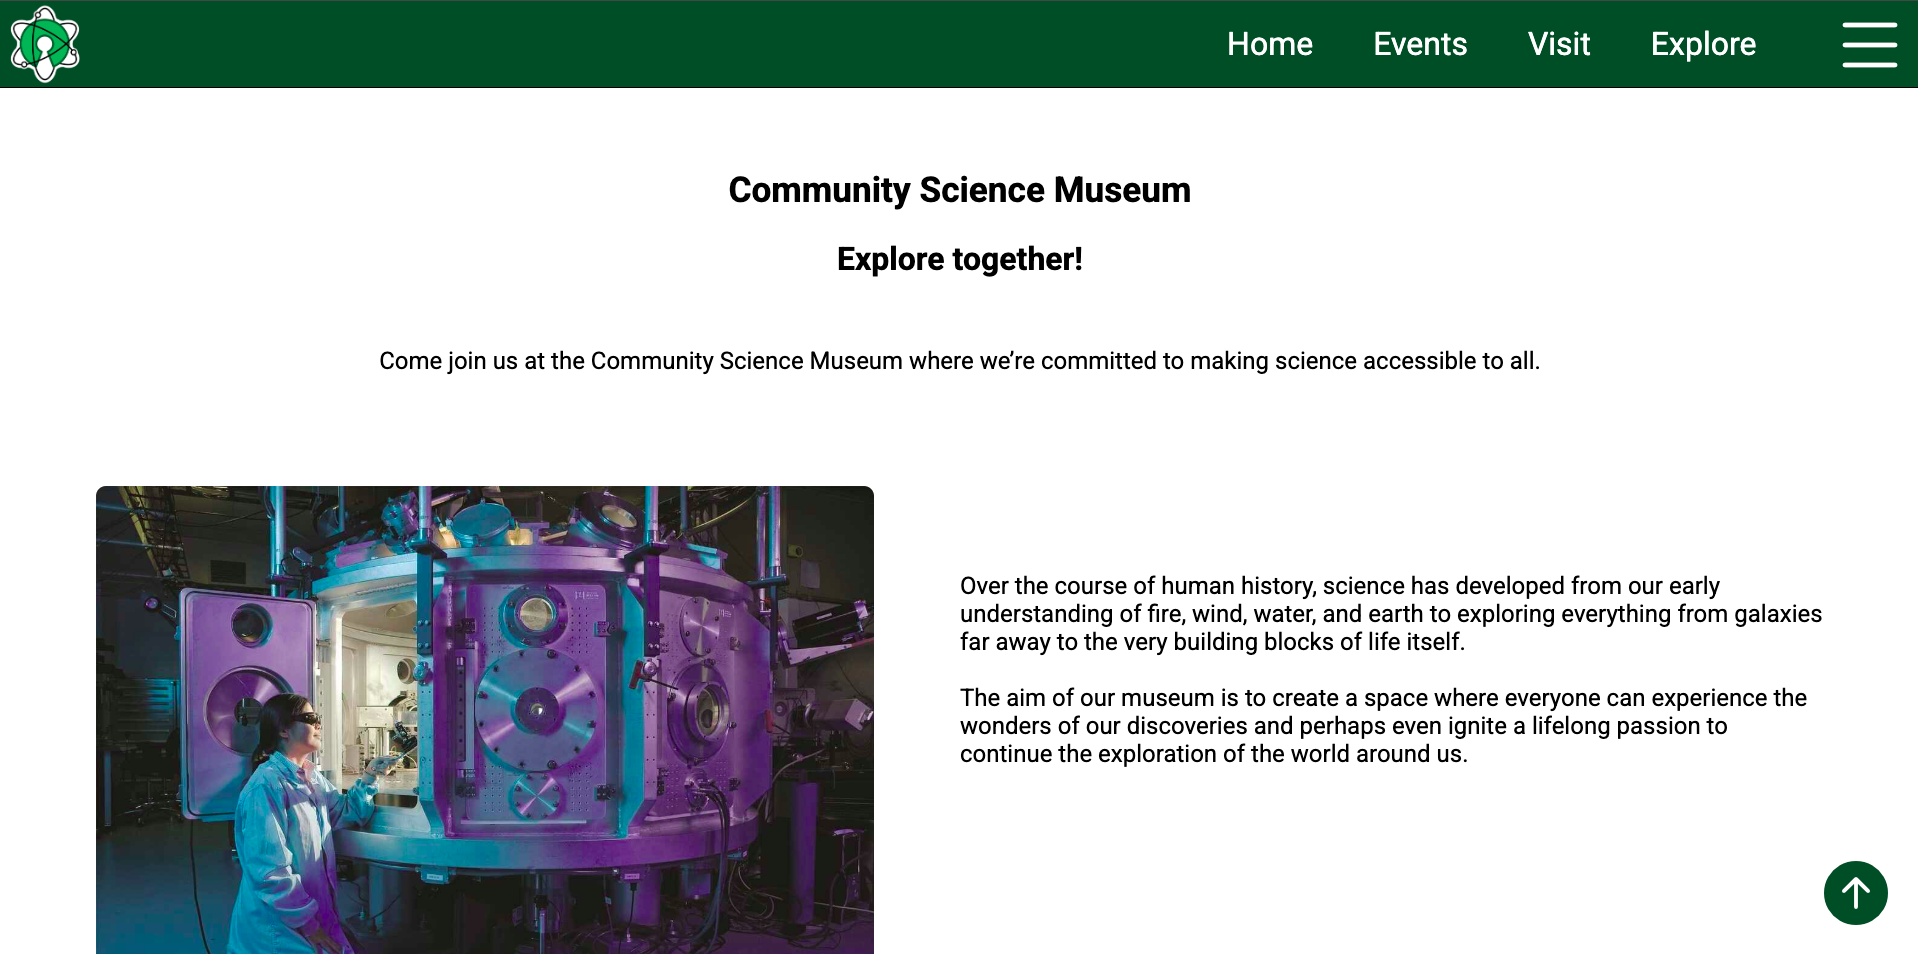 Home Events Visit Explore
Community Science Museum
Explore together!
Come join us at the Community Science Museum where we’re committed to making science accessible to all.
Over the course of human history, science has developed from our early
understanding of fire, wind, water, and earth to exploring everything from galaxies
far away to the very building blocks of life itself.
The aim of our museum is to create a space where everyone can experience the
wonders of our discoveries and perhaps even ignite a lifelong passion to
continue the exploration of the world around us.